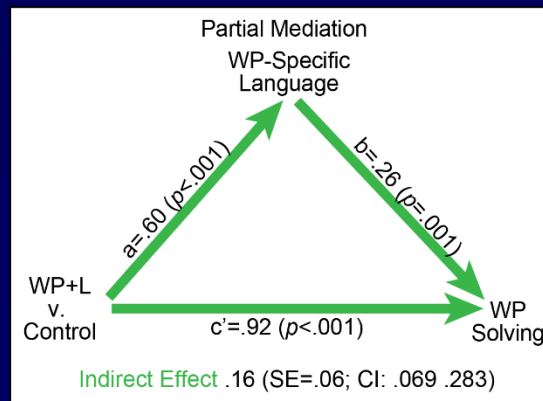 Partial Mediation
WP-Specific
Language
a=.60 (p<.001)
b=.26 (p=.001)
WP+L
v.
Control
c'=.92 (p<.001)
WP
Solving
Indirect Effect .16 (SE=.06; CI: .069 .283)